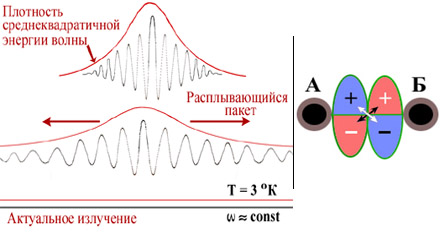 Плотность
среднеквадратичной
энергии волны
Расплывающийся
пакет
T = 3 °K
Актуальное излучение
ω ≈ const
А
Б
+
+
−
−